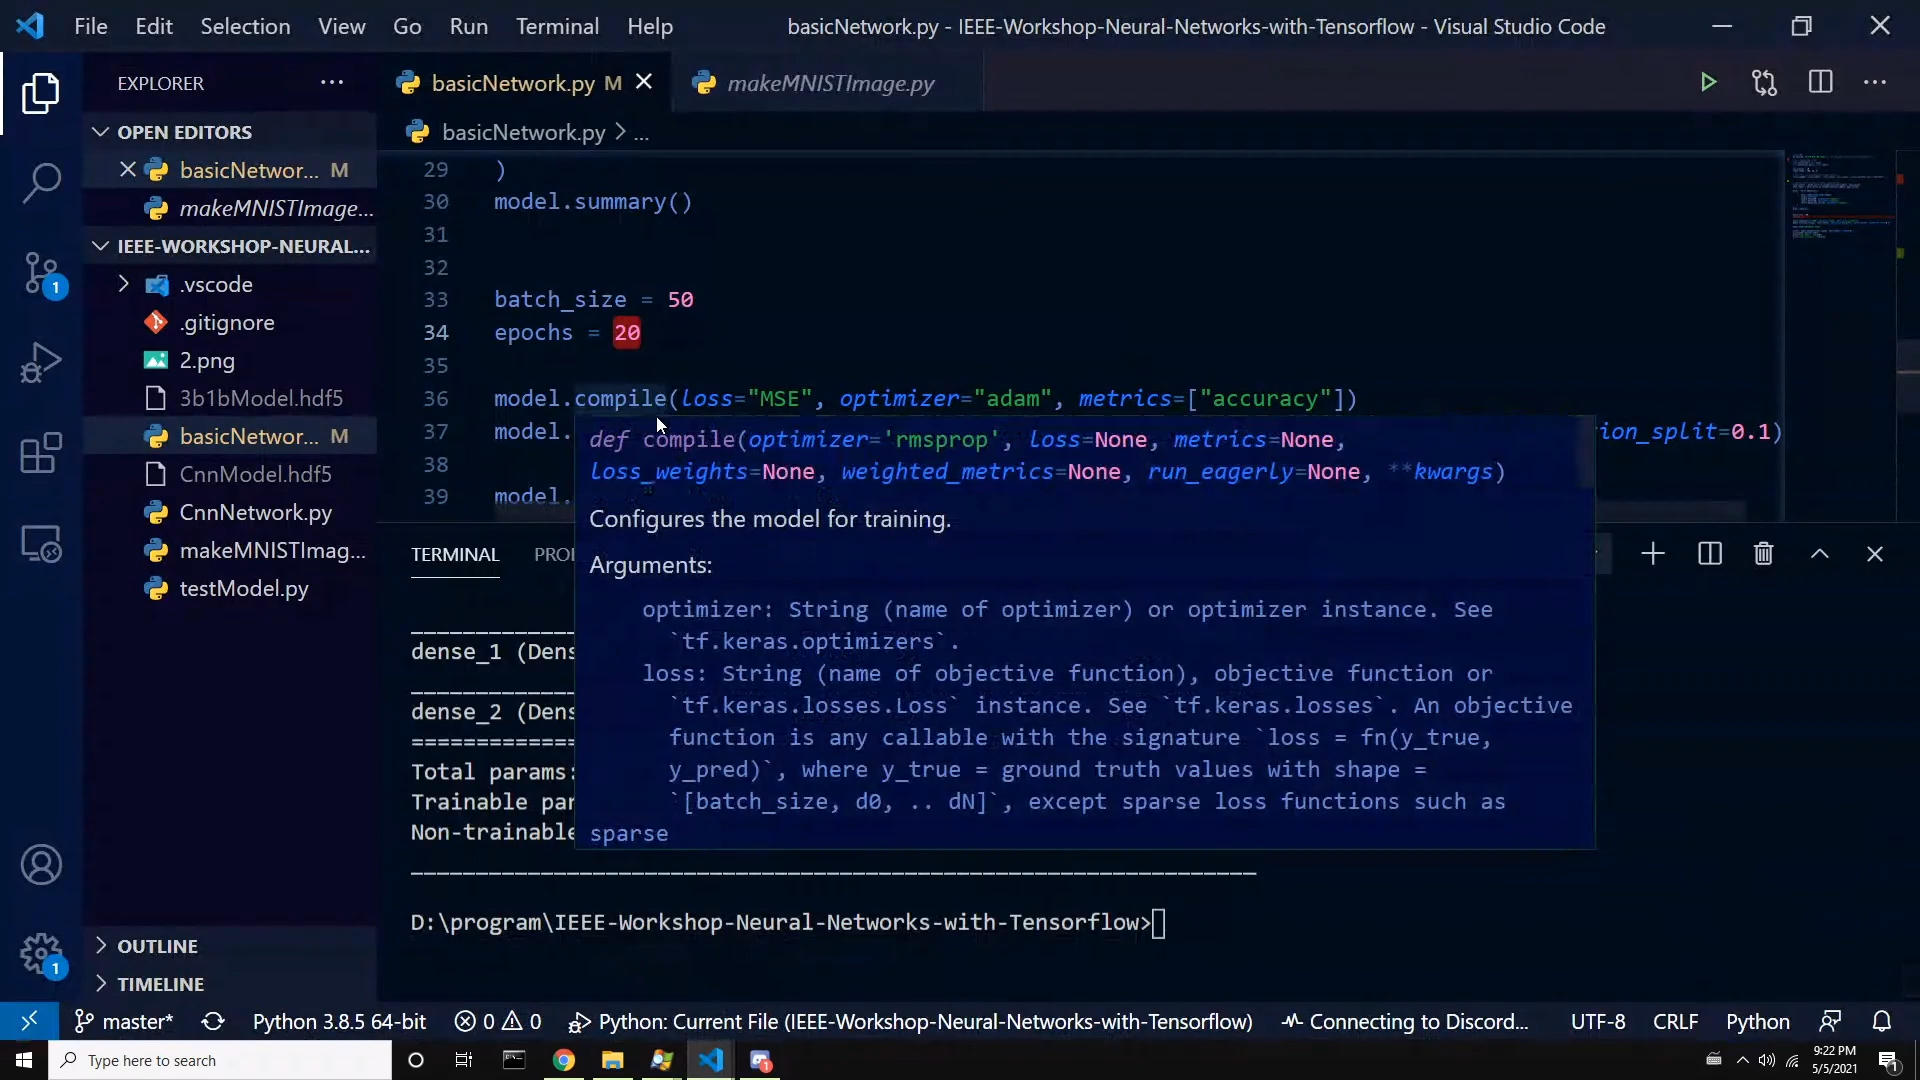 File Edit Selection View Go Run Terminal Help
basicNetwork.py - IEEE-Workshop-Neural-Networks-with-Tensorflow - Visual Studio Code
EXPLORER
basicNetwork.py M
makeMNISTImage.py
OPEN EDITORS
basicNetwor... M
makeMNISTImage...
IEEE-WORKSHOP-NEURAL...
.vscode
.gitignore
2.png
3b1bModel.hdf5
basicNetwor... M
CnnModel.hdf5
CnnNetwork.py
makeMNISTImag...
testModel.py
OUTLINE
TIMELINE
1
1
basicNetwork.py > ...
29 )
30 model.summary()
31
32
33 batch_size = 50
34 epochs = 20
35
36 model.compile(loss="MSE", optimizer="adam", metrics=["accuracy"])
37 model. ion_split=0.1)
38
39 model.
def compile(optimizer='rmsprop', loss=None, metrics=None,
loss_weights=None, weighted_metrics=None, run_eagerly=None, **kwargs)
Configures the model for training.
Arguments:
optimizer: String (name of optimizer) or optimizer instance. See
`tf.keras.optimizers`.
loss: String (name of objective function), objective function or
`tf.keras.losses.Loss` instance. See `tf.keras.losses`. An objective
function is any callable with the signature `loss = fn(y_true,
y_pred)`, where y_true = ground truth values with shape =
`[batch_size, d0, .. dN]`, except sparse loss functions such as
sparse
TERMINAL PRO
dense_1 (Dens
dense_2 (Dens
=============
Total params:
Trainable par
Non-trainable
D:\program\IEEE-Workshop-Neural-Networks-with-Tensorflow>
master* Python 3.8.5 64-bit 0 0 Python: Current File (IEEE-Workshop-Neural-Networks-with-Tensorflow) Connecting to Discord... UTF-8 CRLF Python
Type here to search
9:22 PM
5/5/2021
1